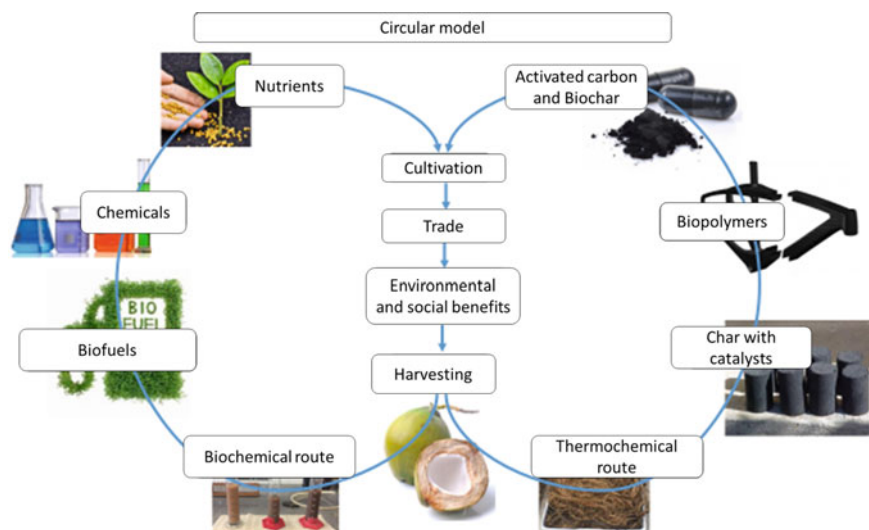 Circular model
Nutrients
Activated carbon
and Biochar
Cultivation
Chemicals
Trade
Biopolymers
Environmental
and social benefits
BIO
FUEL
Biofuels
Harvesting
Char with
catalysts
Biochemical route
Thermochemical
route